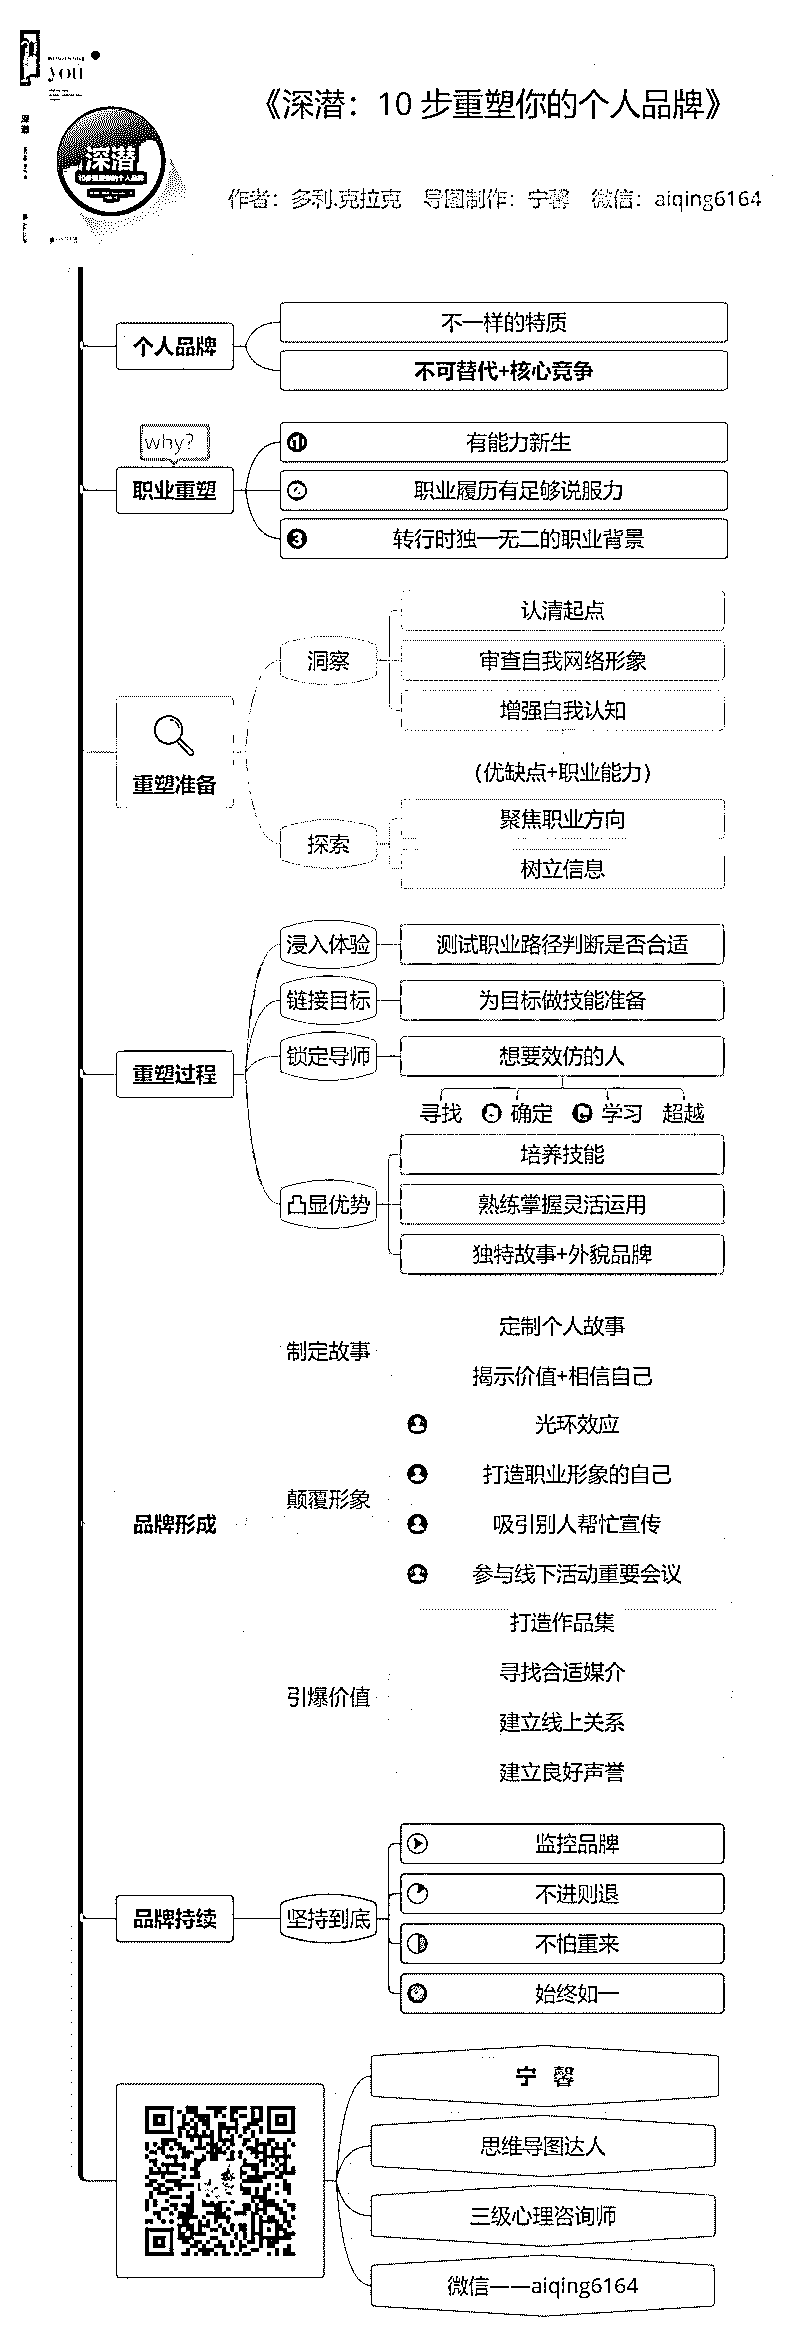 you
深潜
深潜
《深潜：10 步重塑你的个人品牌》
作者：多利.克拉克 导图制作：宁馨 微信：aiqing6164
个人品牌
不一样的特质
不可替代+核心竞争
why?
职业重塑
1 有能力新生
职业履历有足够说服力
3 转行时独一无二的职业背景
重塑准备
洞察
认清起点
审查自我网络形象
增强自我认知
（优缺点+职业能力）
探索
聚焦职业方向
树立信息
重塑过程
浸入体验
测试职业路径判断是否合适
链接目标
为目标做技能准备
锁定导师
想要效仿的人
寻找 确定 学习 超越
凸显优势
培养技能
熟练掌握灵活运用
独特故事+外貌品牌
品牌形成
制定故事
定制个人故事
揭示价值+相信自己
颠覆形象
光环效应
打造职业形象的自己
吸引别人帮忙宣传
参与线下活动重要会议
引爆价值
打造作品集
寻找合适媒介
建立线上关系
建立良好声誉
品牌持续
坚持到底
监控品牌
不进则退
不怕重来
始终如一
宁 馨
思维导图达人
三级心理咨询师
微信——aiqing6164